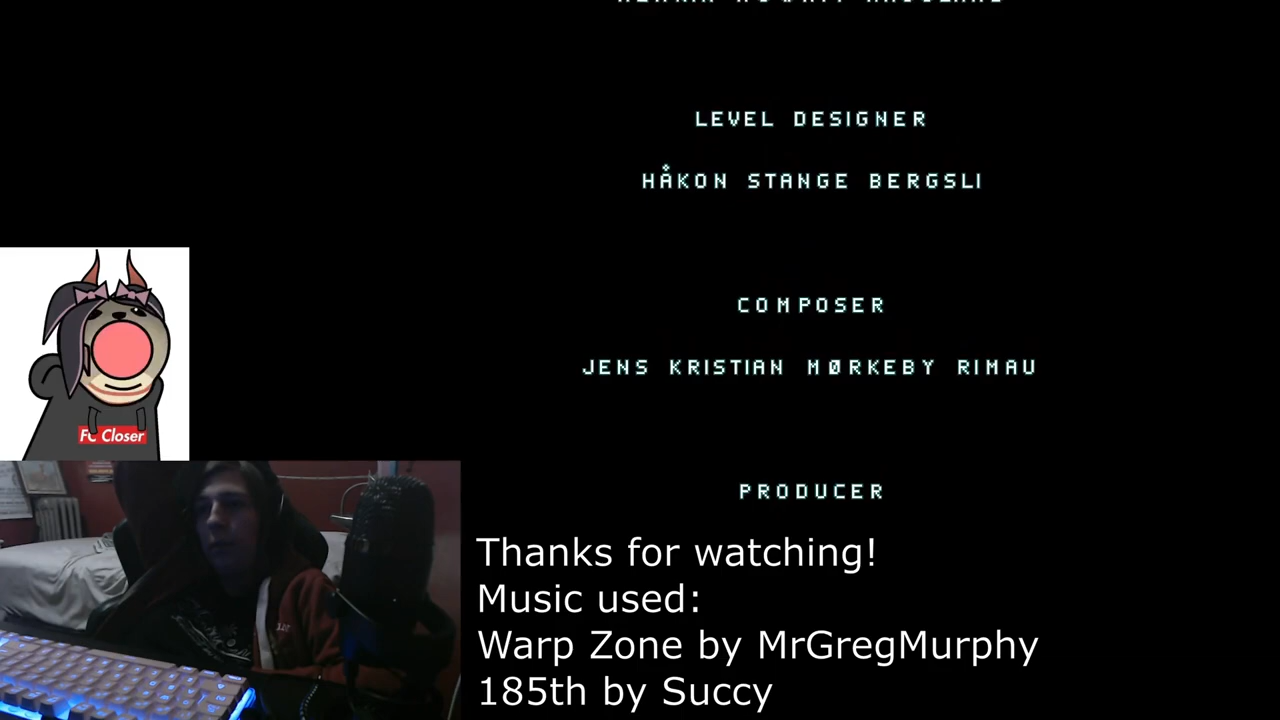 LEVEL DESIGNER
HÅKON STANGE BERGSLI
COMPOSER
JENS KRISTIAN MØRKEBY RIMAU
PRODUCER
FC Closer
Thanks for watching!
Music used:
Warp Zone by MrGregMurphy
185th by Succy